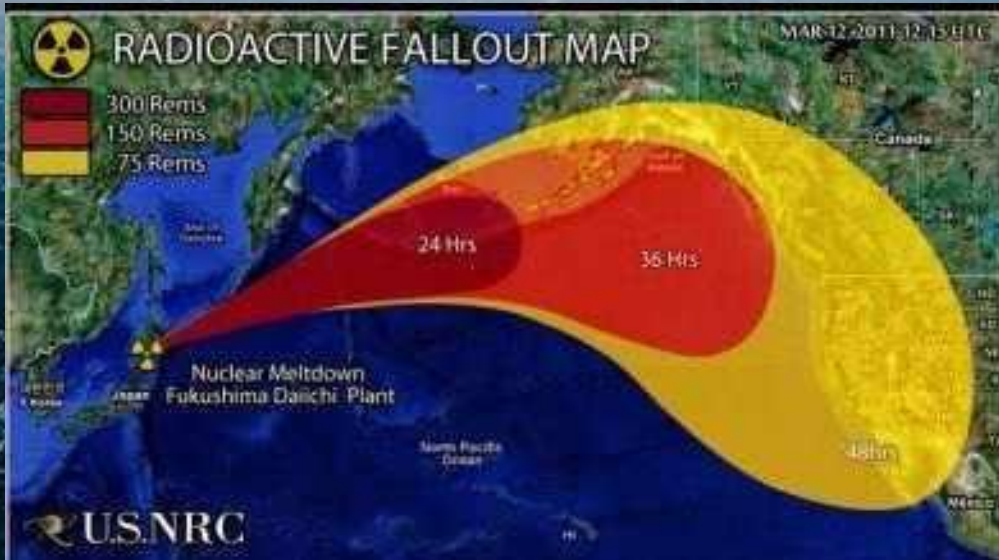 RADIOACTIVE FALLOUT MAP
MAR 12, 2011 12:15 UTC
300 Rems
150 Rems
.75 Rems
Canada
24 Hrs
36 Hrs
Nuclear Meltdown
Fukushima Daiichi Plant
Japan
North Pacific
Ocean
48hrs
México
U.S.NRC